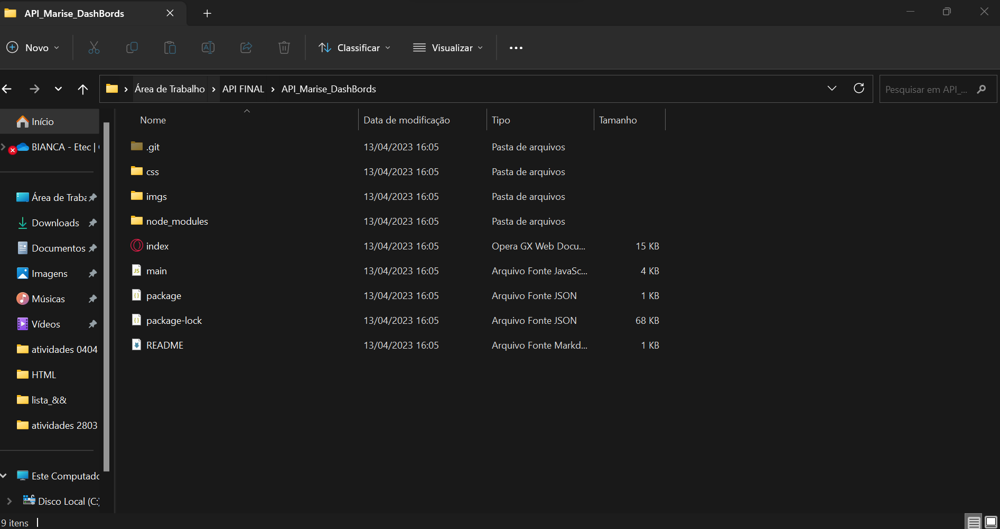 API_Marise_DashBords
Novo
Classificar
Visualizar
Área de Trabalho
API FINAL
API_Marise_DashBords
Pesquisar em API_...
Início
BIANCA - Etec |
Área de Traba
Downloads
Documentos
Imagens
Músicas
Vídeos
atividades 0404
HTML
lista_&&
atividades 2803
Este Computado
Disco Local (C:)
Nome Data de modificação Tipo Tamanho
.git 13/04/2023 16:05 Pasta de arquivos
css 13/04/2023 16:05 Pasta de arquivos
imgs 13/04/2023 16:05 Pasta de arquivos
node_modules 13/04/2023 16:05 Pasta de arquivos
index 13/04/2023 16:05 Opera GX Web Docu... 15 KB
main 13/04/2023 16:05 Arquivo Fonte JavaSc... 4 KB
package 13/04/2023 16:05 Arquivo Fonte JSON 1 KB
package-lock 13/04/2023 16:05 Arquivo Fonte JSON 68 KB
README 13/04/2023 16:05 Arquivo Fonte Markd... 1 KB
9 itens